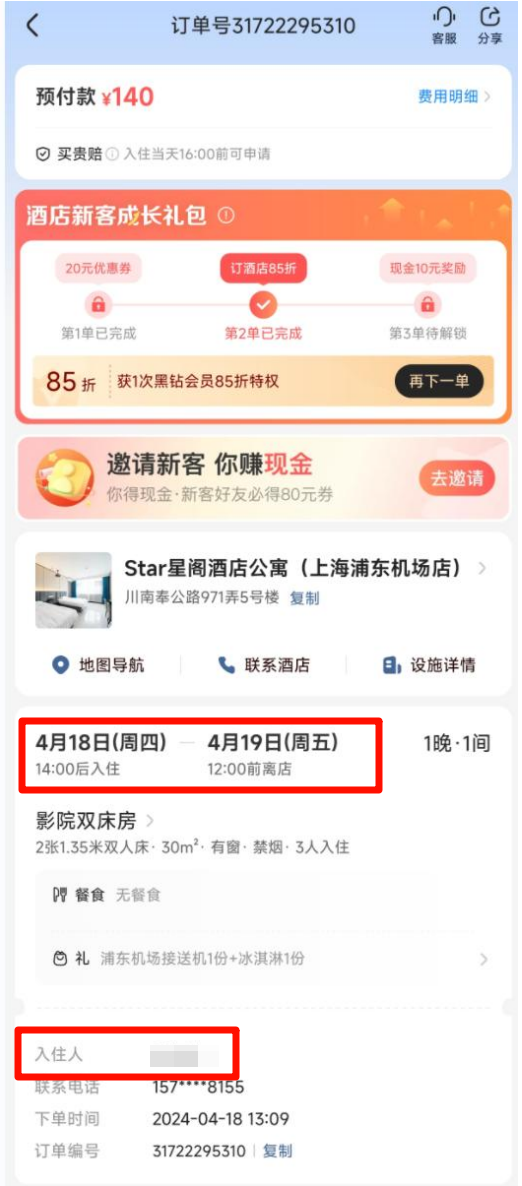 订单号31722295310
客服
分享
预付款 ¥140
费用明细
买贵赔 入住当天16:00前可申请
酒店新客成长礼包
20元优惠券
订酒店85折
现金10元奖励
第1单已完成
第2单已完成
第3单待解锁
85折 获1次黑钻会员85折特权
再下一单
邀请新客 你赚现金
你得现金·新客好友必得80元券
去邀请
Star星阁酒店公寓（上海浦东机场店）
川南奉公路971弄5号楼 复制
地图导航
联系酒店
设施详情
4月18日(周四) — 4月19日(周五)
1晚·1间
14:00后入住
12:00前离店
影院双床房
2张1.35米双人床· 30m²· 有窗· 禁烟· 3人入住
餐食 无餐食
礼 浦东机场接送机1份+冰淇淋1份
入住人
联系电话 157****8155
下单时间 2024-04-18 13:09
订单编号 31722295310 | 复制